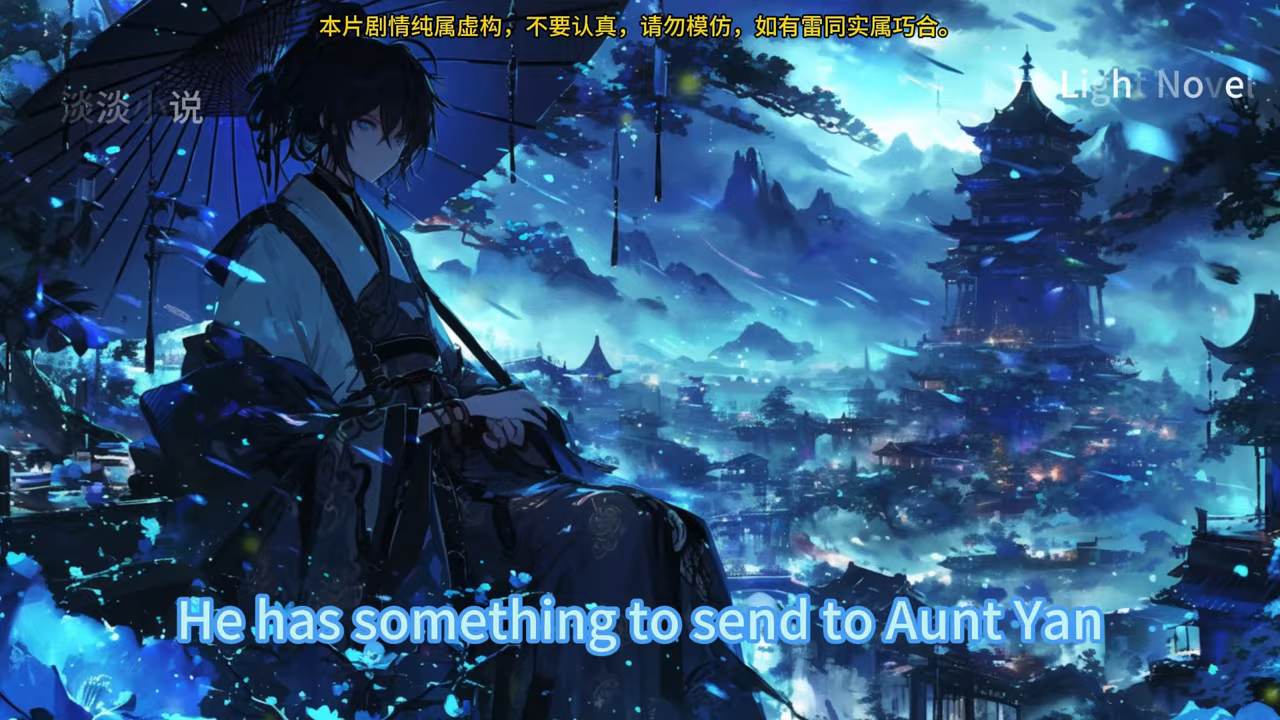 本片剧情纯属虚构，不要认真，请勿模仿，如有雷同实属巧合。
淡淡小说
Light Novel
He has something to send to Aunt Yan